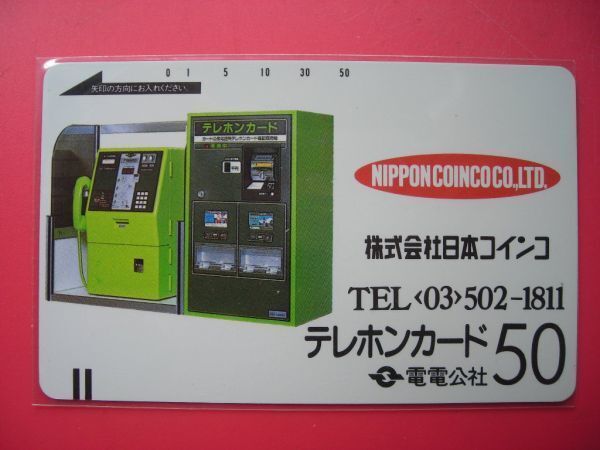 0 1 5 10 30 50
矢印の方向にお入れください。
テレホンカード
NIPPON COINCO CO.,LTD.
株式会社日本コインコ
TEL<03>502-1811
テレホンカード 50
電電公社